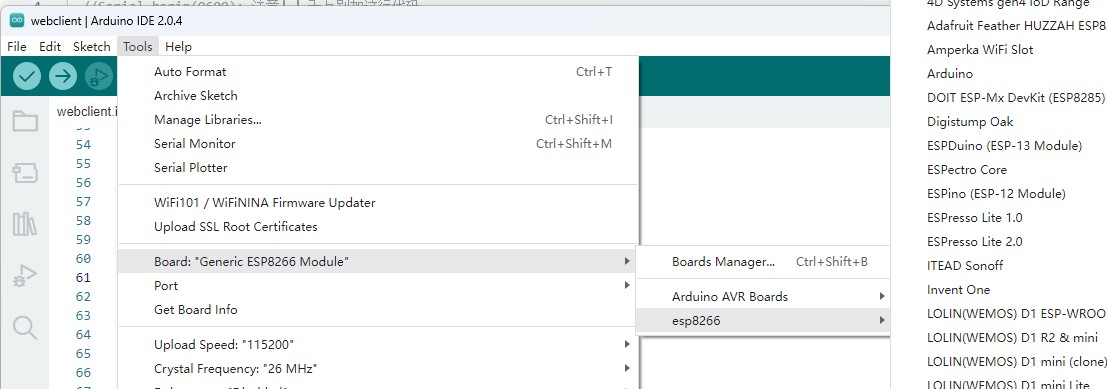 //Serial.begin(9600); 注意
webclient | Arduino IDE 2.0.4
File Edit Sketch Tools Help
Auto Format Ctrl+T
Archive Sketch
Manage Libraries... Ctrl+Shift+I
Serial Monitor Ctrl+Shift+M
Serial Plotter
WiFi101 / WiFiNINA Firmware Updater
Upload SSL Root Certificates
Board: "Generic ESP8266 Module"
Port
Get Board Info
Upload Speed: "115200"
Crystal Frequency: "26 MHz"
webclient.i
53
54
55
56
57
58
59
60
61
62
63
64
65
66
67
Boards Manager... Ctrl+Shift+B
Arduino AVR Boards
esp8266
4D Systems gen4 IoD Range
Adafruit Feather HUZZAH ESP8
Amperka WiFi Slot
Arduino
DOIT ESP-Mx DevKit (ESP8285)
Digistump Oak
ESPDuino (ESP-13 Module)
ESPectro Core
ESPino (ESP-12 Module)
ESPresso Lite 1.0
ESPresso Lite 2.0
ITEAD Sonoff
Invent One
LOLIN(WEMOS) D1 ESP-WROO
LOLIN(WEMOS) D1 R2 & mini
LOLIN(WEMOS) D1 mini (clone)
LOLIN(WEMOS) D1 mini Lite